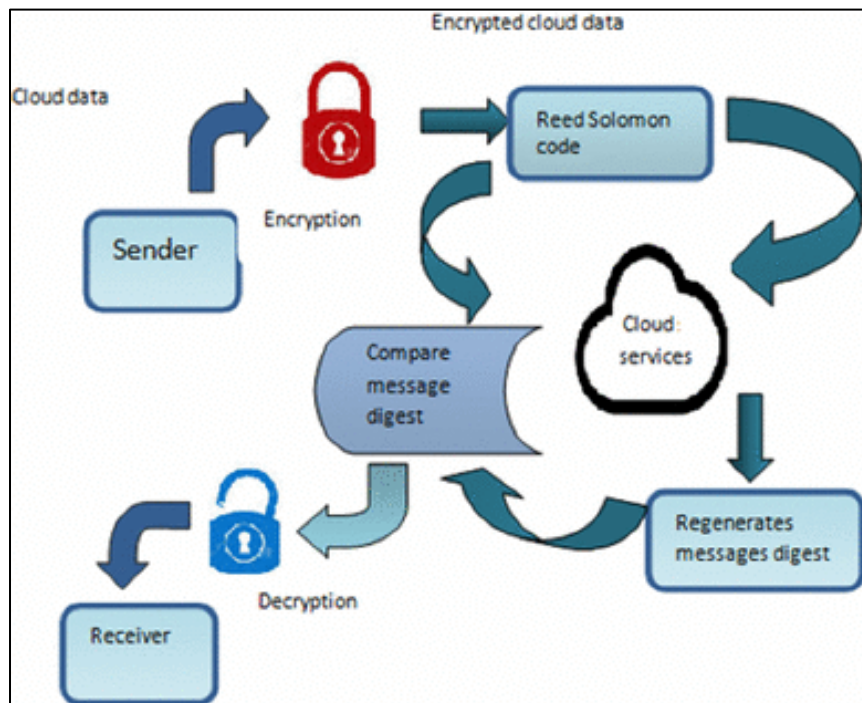 Encrypted cloud data
Cloud data
Reed Solomon
code
Encryption
Sender
Cloud:
services
Compare
message
digest
Regenerates
messages digest
Decryption
Receiver